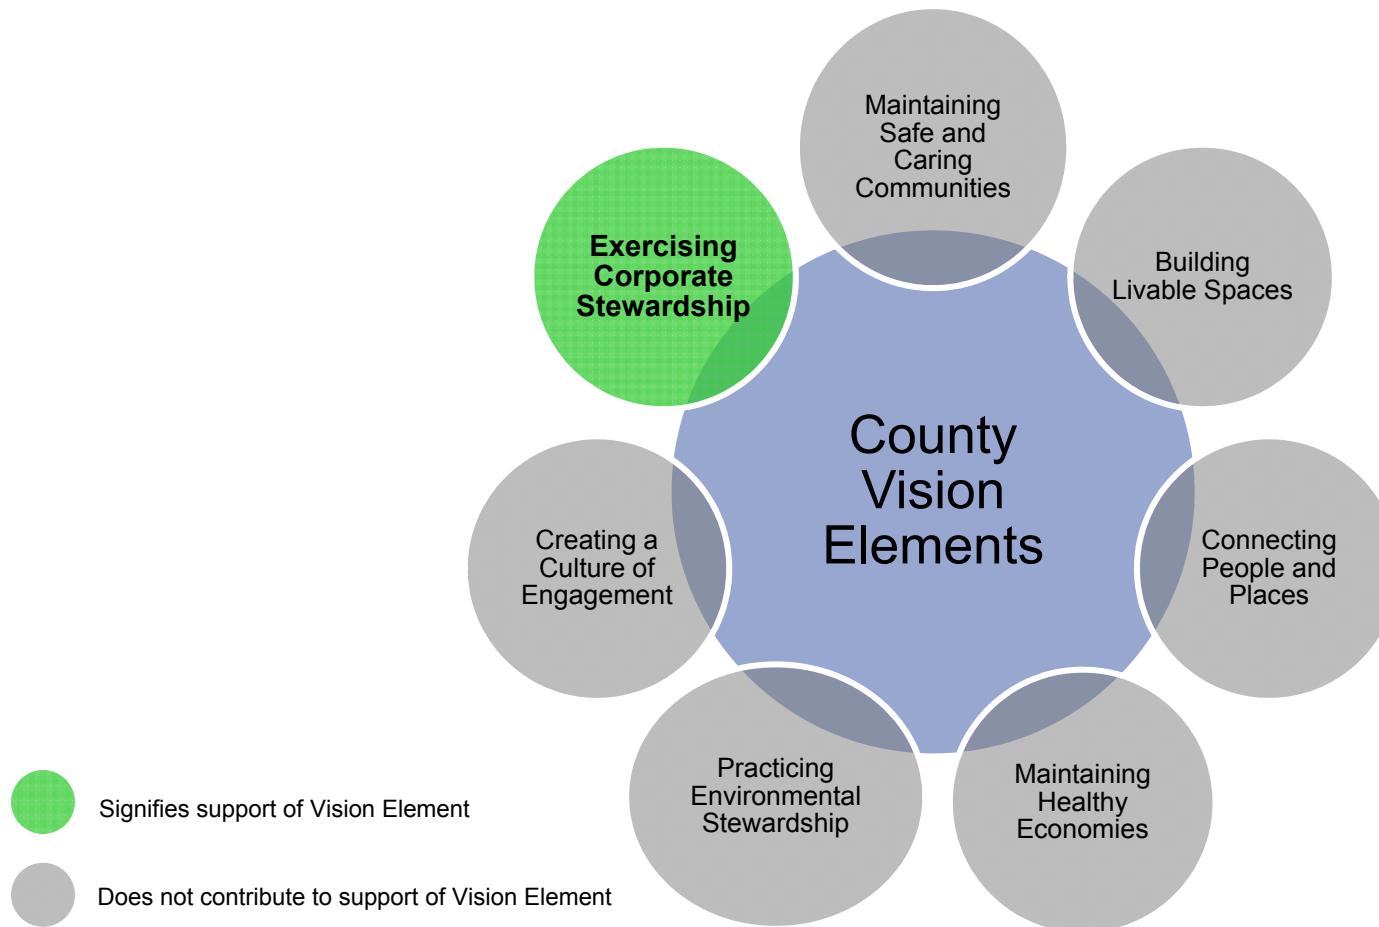 Maintaining
Safe and
Caring
Communities
Building
Livable Spaces
Connecting
People and
Places
Maintaining
Healthy
Economies
Practicing
Environmental
Stewardship
Creating a
Culture of
Engagement
Exercising
Corporate
Stewardship
County
Vision
Elements
Signifies support of Vision Element
Does not contribute to support of Vision Element